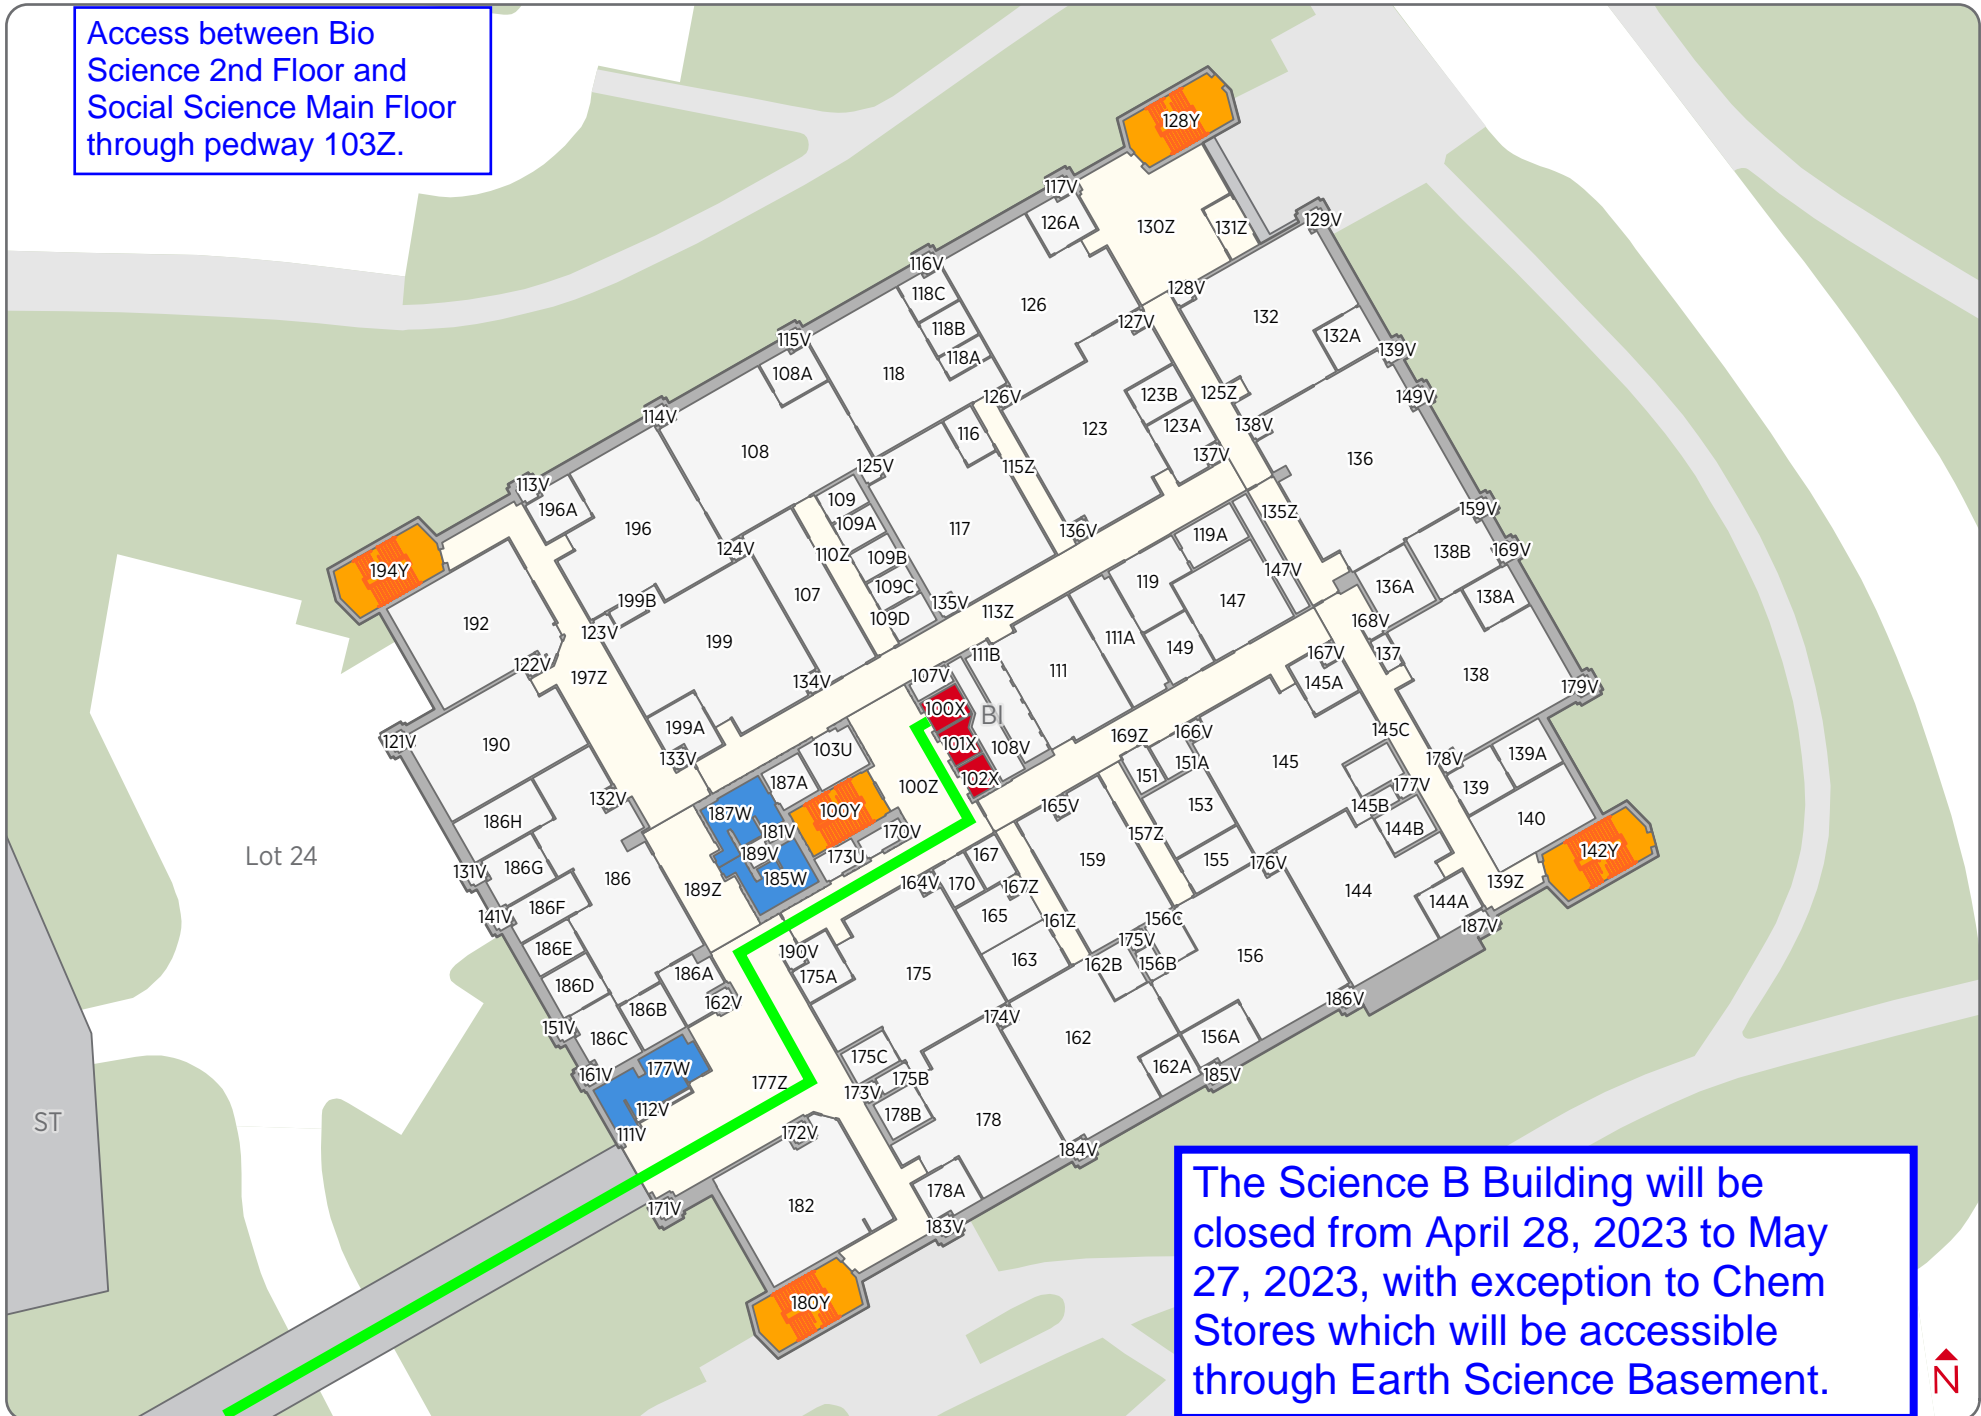 Access between Bio
Science 2nd Floor and
Social Science Main Floor
through pedway 103Z.
128Y
117V
126A
130Z
131Z
129V
116V
118C
126
128V
118B
127V
132
132A
115V
118A
139V
108A
118
126V
123B
125Z
149V
114V
116
123
123A
138V
108
125V
115Z
137V
136
113V
196A
109
196
109A
117
136V
119A
135Z
159V
124V
110Z
109B
138B
169V
194Y
107
109C
119
147V
136A
138A
199B
135V
113Z
147
192
123V
109D
111A
168V
199
111B
149
167V
137
122V
197Z
134V
107V
111
145A
138
179V
100X
BI
199A
121V
190
133V
103U
101X
108V
169Z
166V
145C
187A
102X
151
151A
145
178V
139A
132V
100Z
177V
139
187W
100Y
165V
153
145B
140
186H
181V
170V
157Z
144B
142Y
189V
173U
167
159
155
176V
Lot 24
131V
186G
186
189Z
185W
164V
170
167Z
139Z
144
141V
186F
165
161Z
156C
144A
187V
186E
190V
175V
186A
175A
175
163
162B
156B
156
186D
162V
186B
174V
186V
151V
186C
162
156A
161V
177W
175C
162A
185V
177Z
175B
173V
112V
178B
ST
111V
172V
178
184V
171V
182
178A
183V
180Y
The Science B Building will be
closed from April 28, 2023 to May
27, 2023, with exception to Chem
Stores which will be accessible
through Earth Science Basement.
N